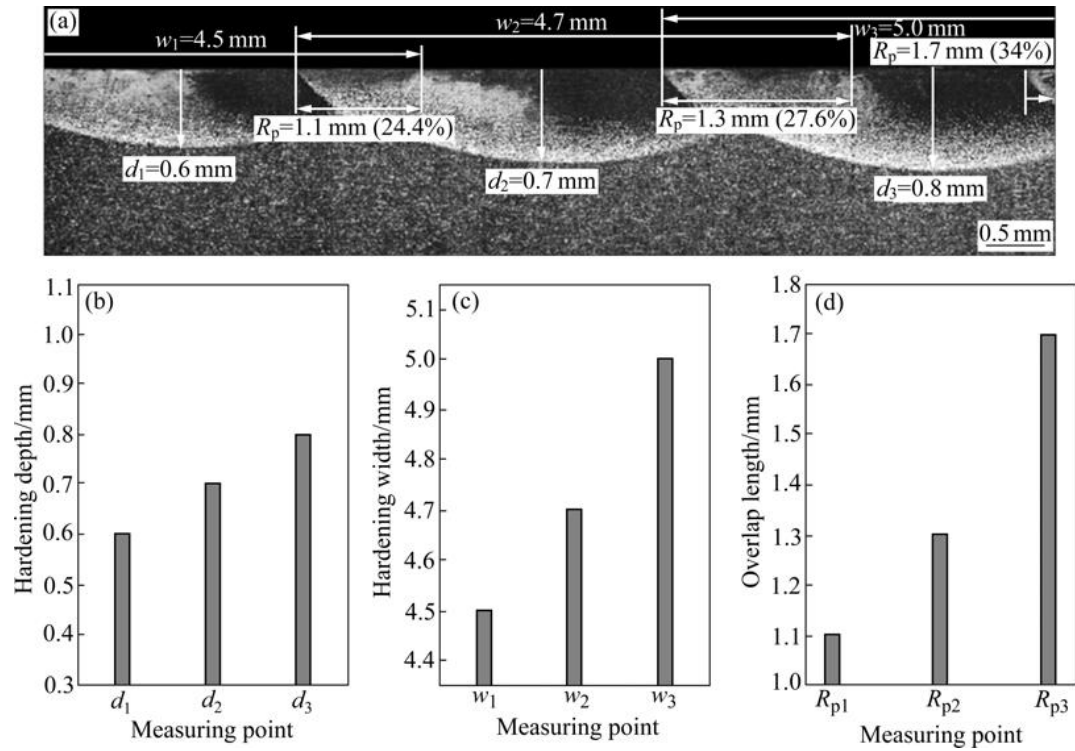 (a)
w₁=4.5 mm
w₂=4.7 mm
w₃=5.0 mm
Rₚ=1.7 mm (34%)
Rₚ=1.1 mm (24.4%)
Rₚ=1.3 mm (27.6%)
d₁=0.6 mm
d₂=0.7 mm
d₃=0.8 mm
0.5 mm
(b)
Hardening depth/mm
1.1
1.0
0.9
0.8
0.7
0.6
0.5
0.4
0.3
d₁ d₂ d₃
Measuring point
(c)
Hardening width/mm
5.1
5.0
4.9
4.8
4.7
4.6
4.5
4.4
w₁ w₂ w₃
Measuring point
(d)
Overlap length/mm
1.8
1.7
1.6
1.5
1.4
1.3
1.2
1.1
1.0
Rₚ₁ Rₚ₂ Rₚ₃
Measuring point